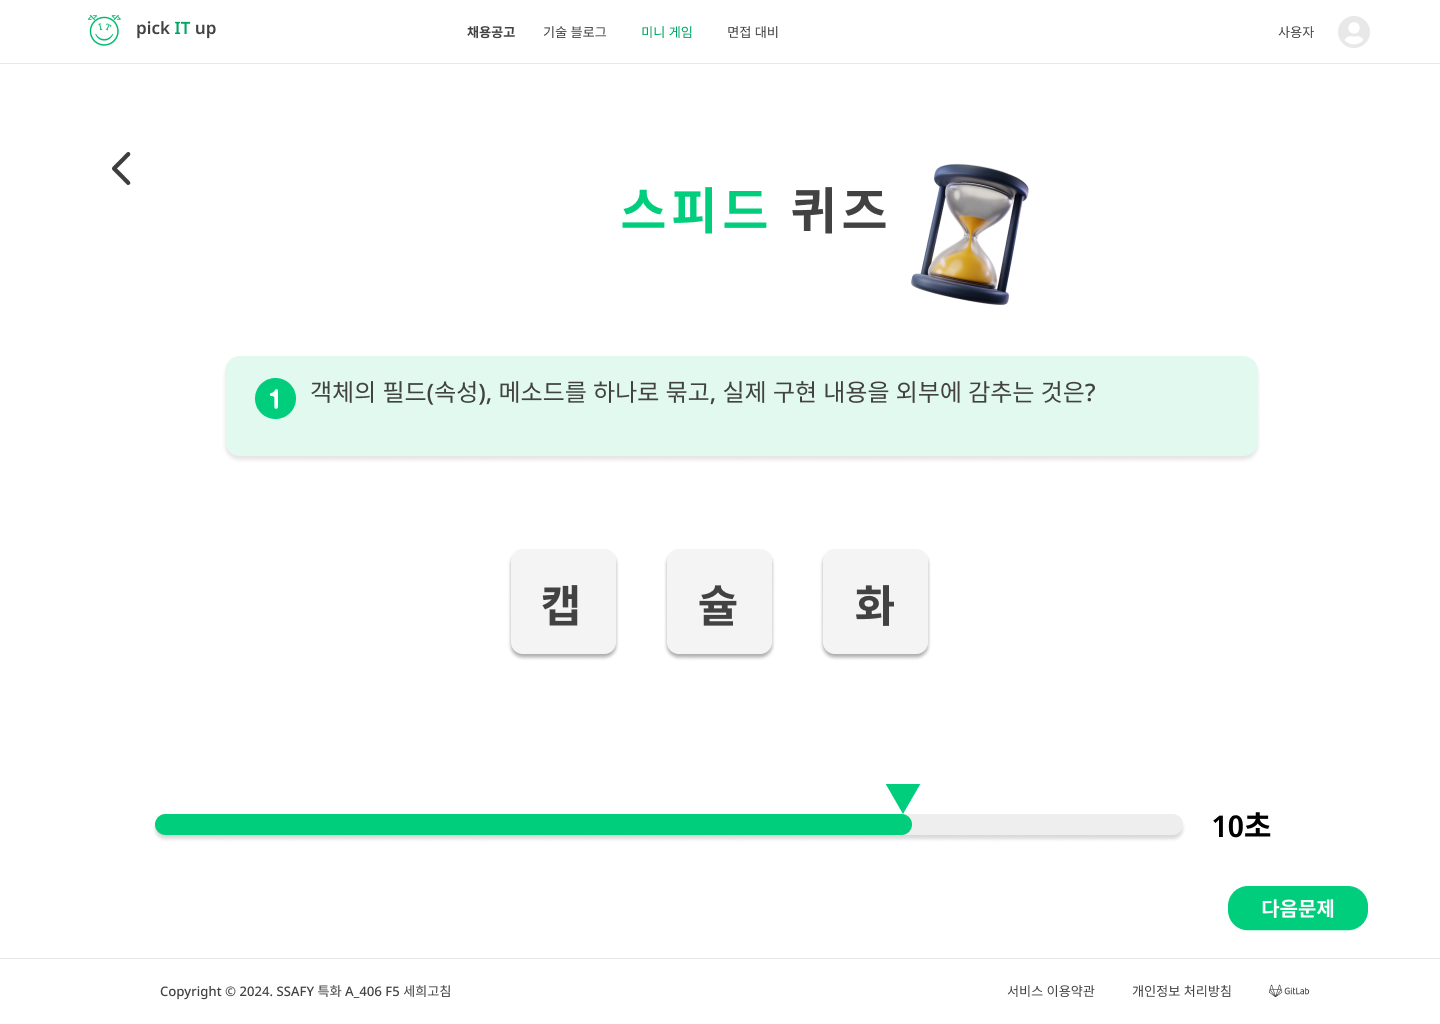 pick IT up
채용공고 기술 블로그 미니 게임 면접 대비
사용자
스피드 퀴즈
1 객체의 필드(속성), 메소드를 하나로 묶고, 실제 구현 내용을 외부에 감추는 것은?
캡 슐 화
10초
다음문제
Copyright © 2024. SSAFY 특화 A_406 F5 세희고침
서비스 이용약관 개인정보 처리방침 GitLab